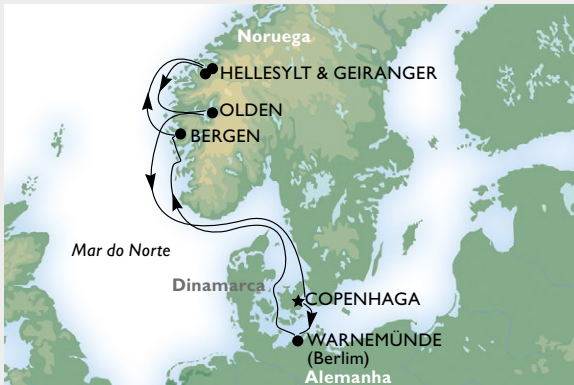 Noruega
HELLESYLT & GEIRANGER
OLDEN
BERGEN
Mar do Norte
Dinamarca
COPENHAGA
WARNEMÜNDE
(Berlim)
Alemanha